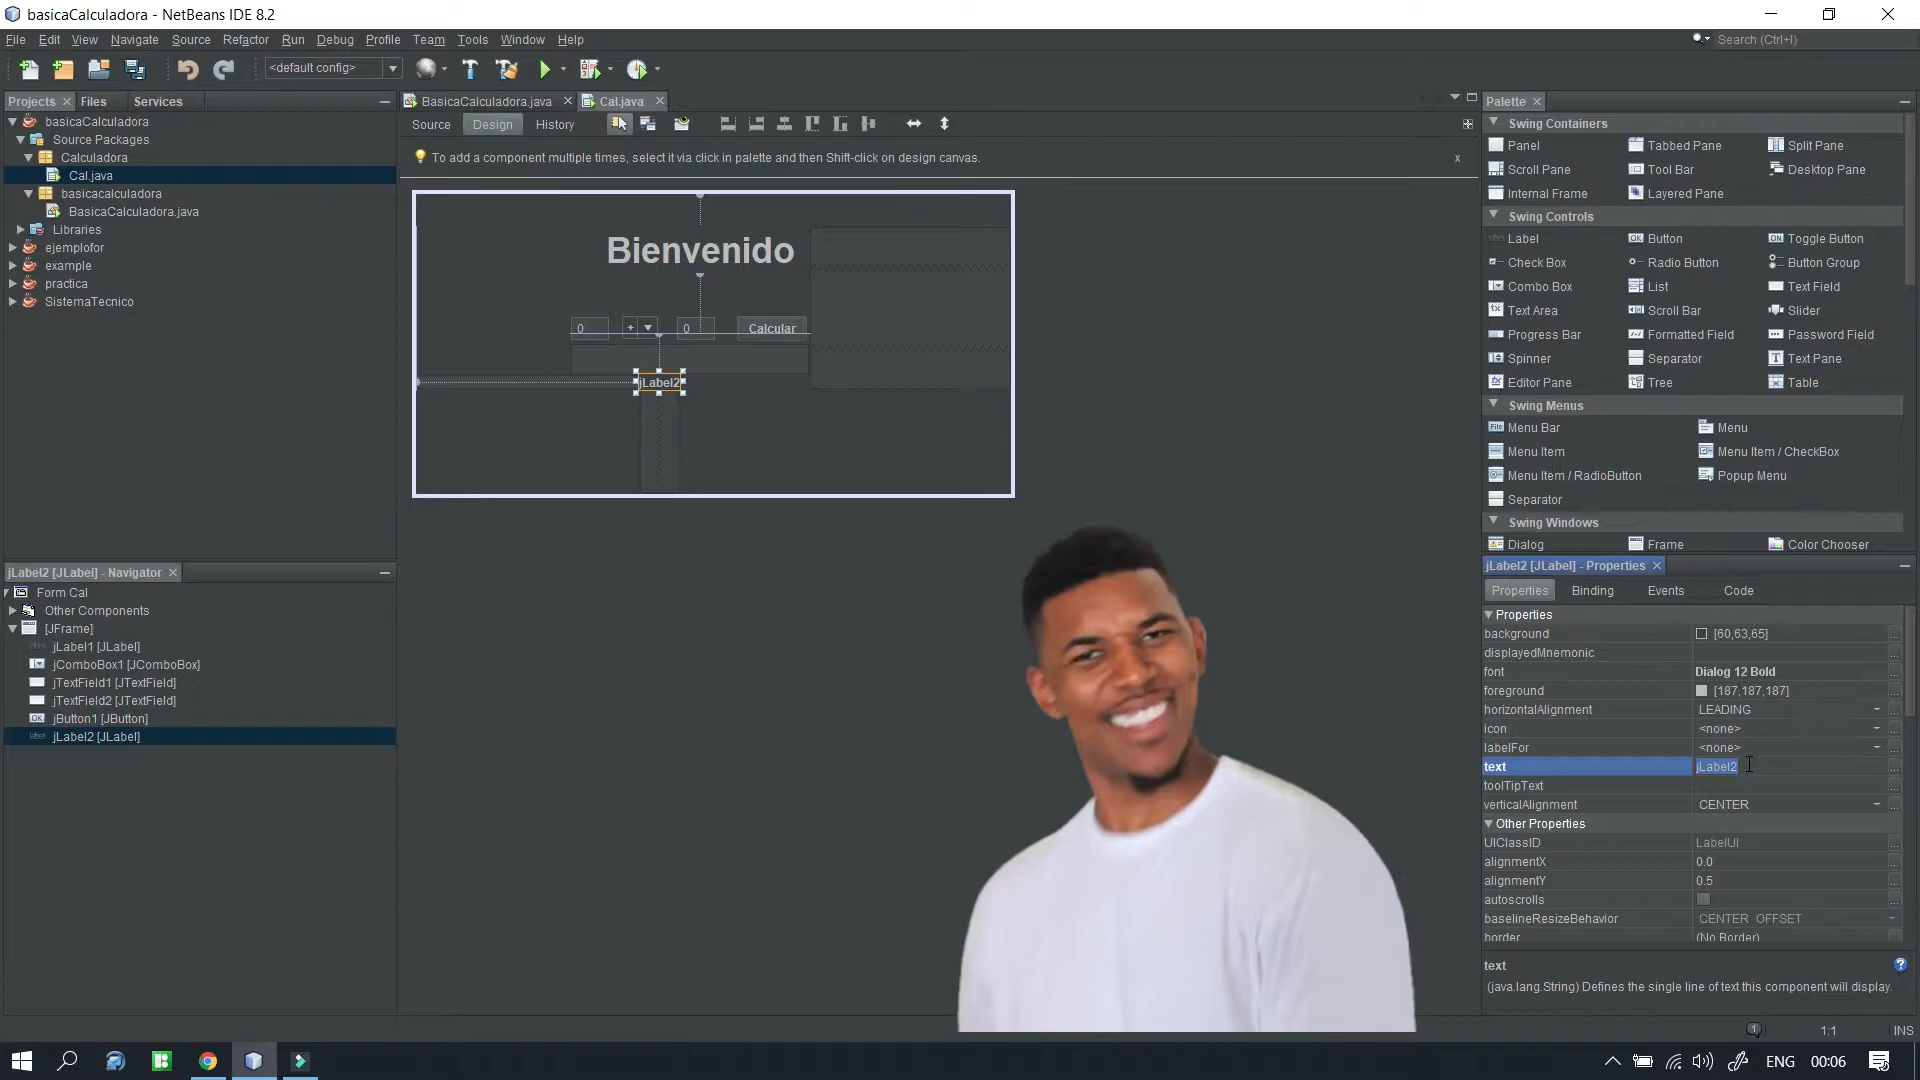 basicaCalculadora - NetBeans IDE 8.2
File Edit View Navigate Source Refactor Run Debug Profile Team Tools Window Help
Search (Ctrl+I)
<default config>
Projects Files Services
basicaCalculadora
Source Packages
Calculadora
Cal.java
basicacalculadora
BasicaCalculadora.java
Libraries
ejemplofor
example
practica
SistemaTecnico
jLabel2 [JLabel] - Navigator
Form Cal
Other Components
[JFrame]
label jLabel1 [JLabel]
jComboBox1 [JComboBox]
jTextField1 [JTextField]
jTextField2 [JTextField]
OK jButton1 [JButton]
label jLabel2 [JLabel]
BasicaCalculadora.java Cal.java
Source Design History
To add a component multiple times, select it via click in palette and then Shift-click on design canvas. x
Bienvenido
0 + 0 Calcular
jLabel2
Palette
Swing Containers
Panel Tabbed Pane Split Pane
Scroll Pane Tool Bar Desktop Pane
Internal Frame Layered Pane
Swing Controls
label Label OK Button ON Toggle Button
Check Box Radio Button Button Group
Combo Box List Text Field
Text Area Scroll Bar Slider
Progress Bar Formatted Field Password Field
Spinner Separator T Text Pane
Editor Pane Tree Table
Swing Menus
File Menu Bar Menu
Menu Item Menu Item / CheckBox
Menu Item / RadioButton Popup Menu
Separator
Swing Windows
Dialog Frame Color Chooser
jLabel2 [JLabel] - Properties
Properties Binding Events Code
Properties
background [60,63,65] ...
displayedMnemonic ...
font Dialog 12 Bold ...
foreground [187,187,187] ...
horizontalAlignment LEADING ...
icon <none> ...
labelFor <none> ...
text jLabel2 ...
toolTipText ...
verticalAlignment CENTER ...
Other Properties
UIClassID LabelUI ...
alignmentX 0.0 ...
alignmentY 0.5 ...
autoscrolls ...
baselineResizeBehavior CENTER_OFFSET ...
border (No Border) ...
text
(java.lang.String) Defines the single line of text this component will display.
1 1:1 INS
ENG 00:06